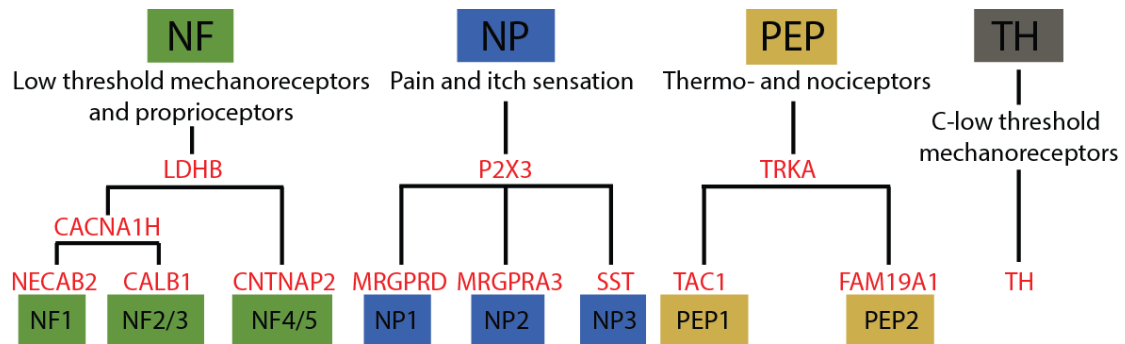 NF
NP
PEP
TH
Low threshold mechanoreceptors
and proprioceptors
Pain and itch sensation
Thermo- and nociceptors
C-low threshold
mechanoreceptors
LDHB
P2X3
TRKA
CACNA1H
NECAB2
CALB1
CNTNAP2
MRGPRD
MRGPRA3
SST
TAC1
FAM19A1
TH
NF1
NF2/3
NF4/5
NP1
NP2
NP3
PEP1
PEP2